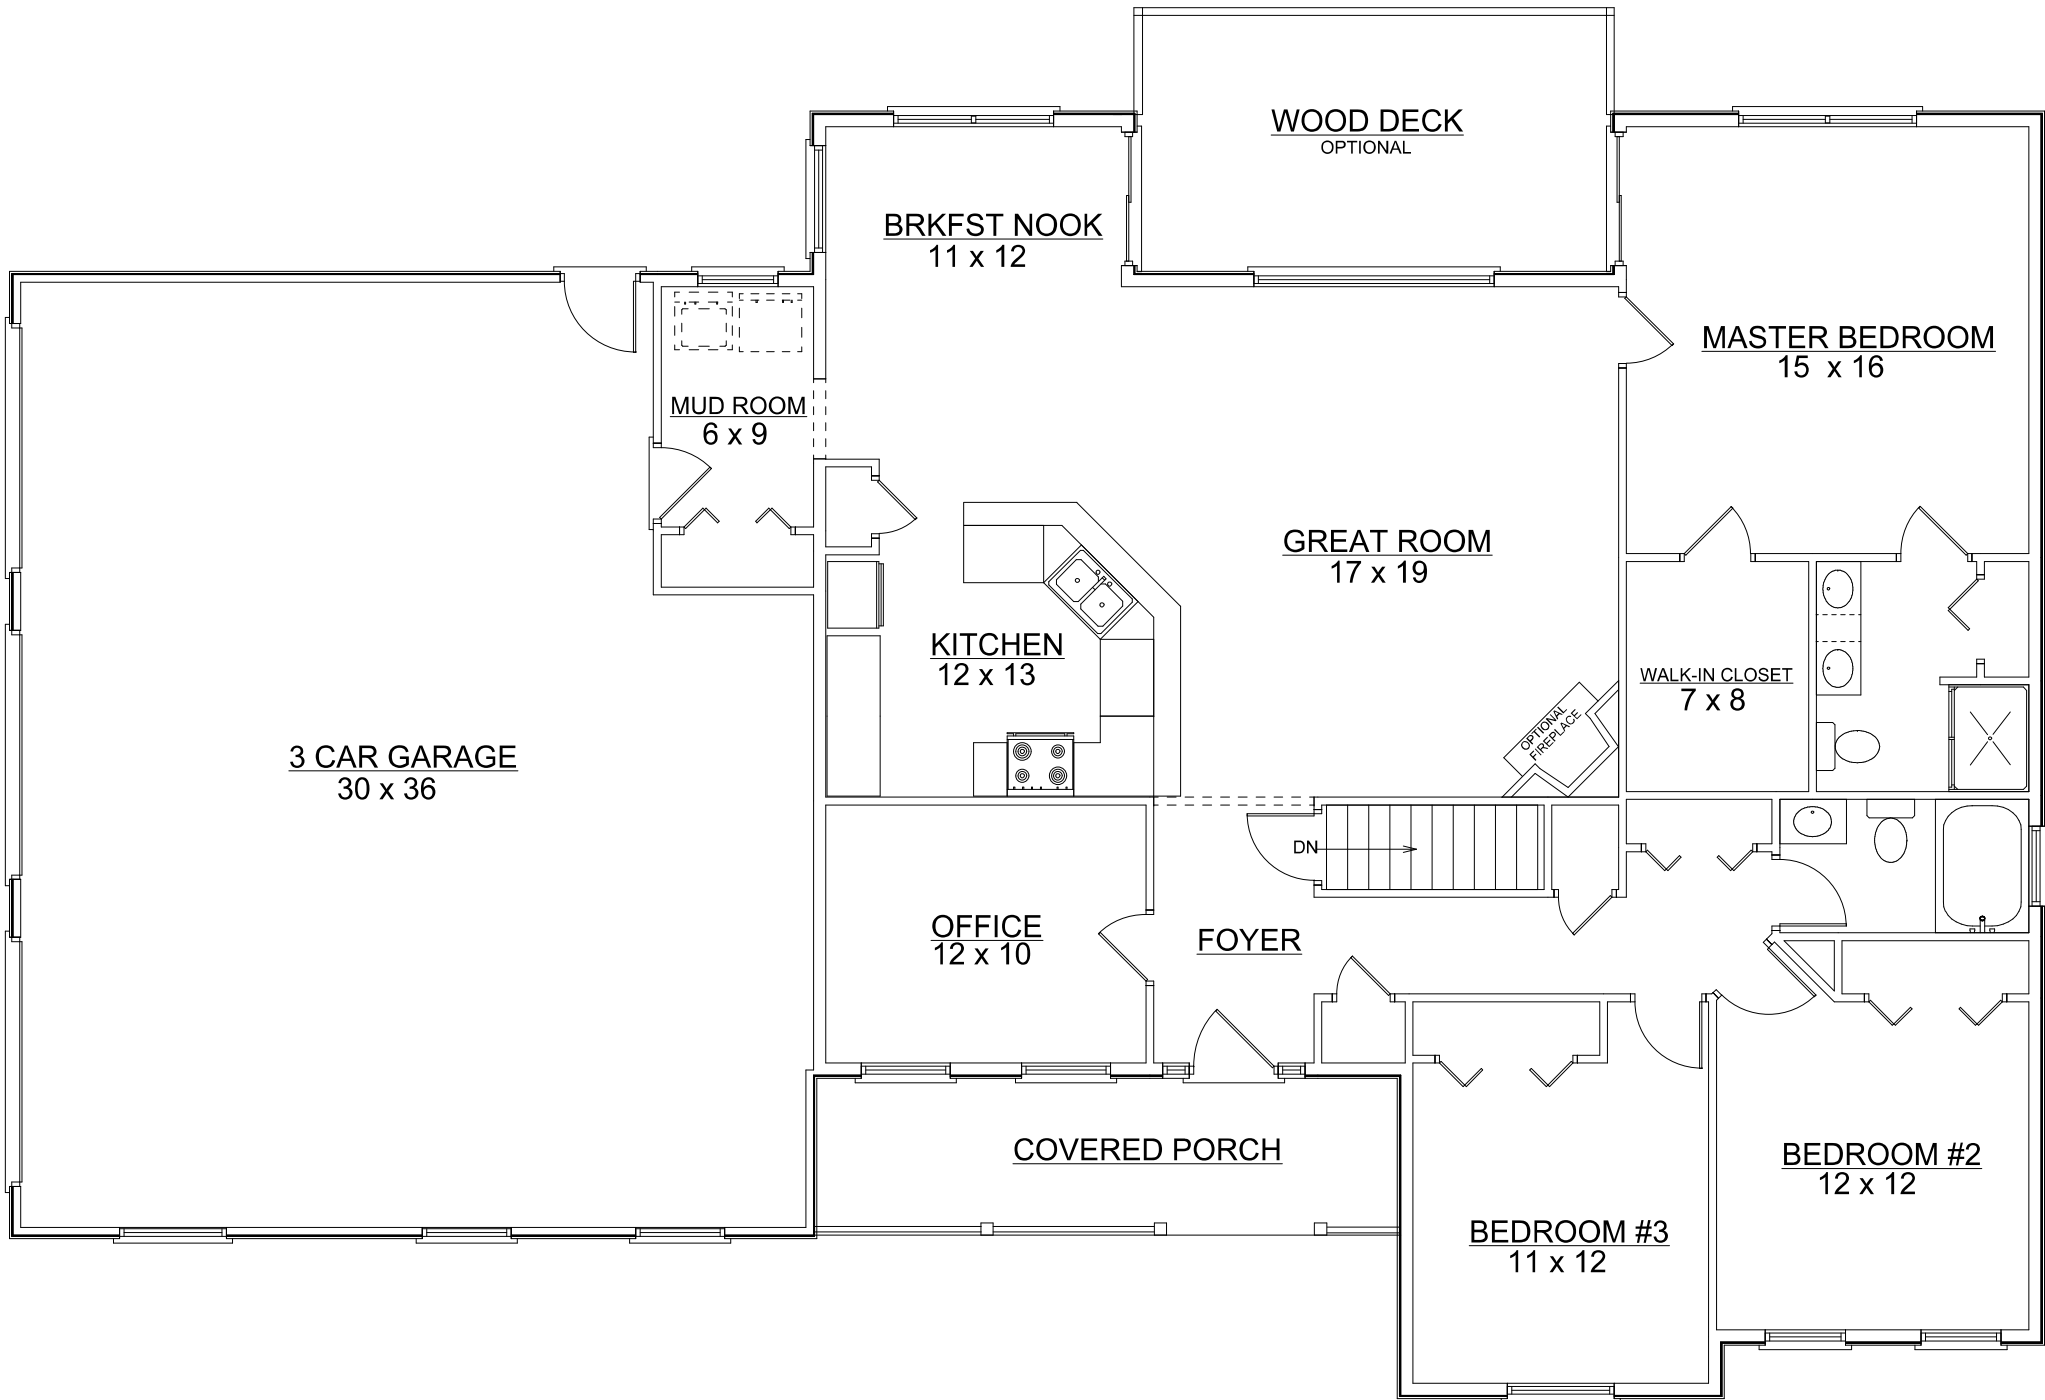 WOOD DECK
OPTIONAL
BRKFST NOOK
11 x 12
MASTER BEDROOM
15 x 16
MUD ROOM
6 x 9
GREAT ROOM
17 x 19
KITCHEN
12 x 13
WALK-IN CLOSET
7 x 8
OPTIONAL
FIREPLACE
3 CAR GARAGE
30 x 36
DN
OFFICE
12 x 10
FOYER
COVERED PORCH
BEDROOM #2
12 x 12
BEDROOM #3
11 x 12